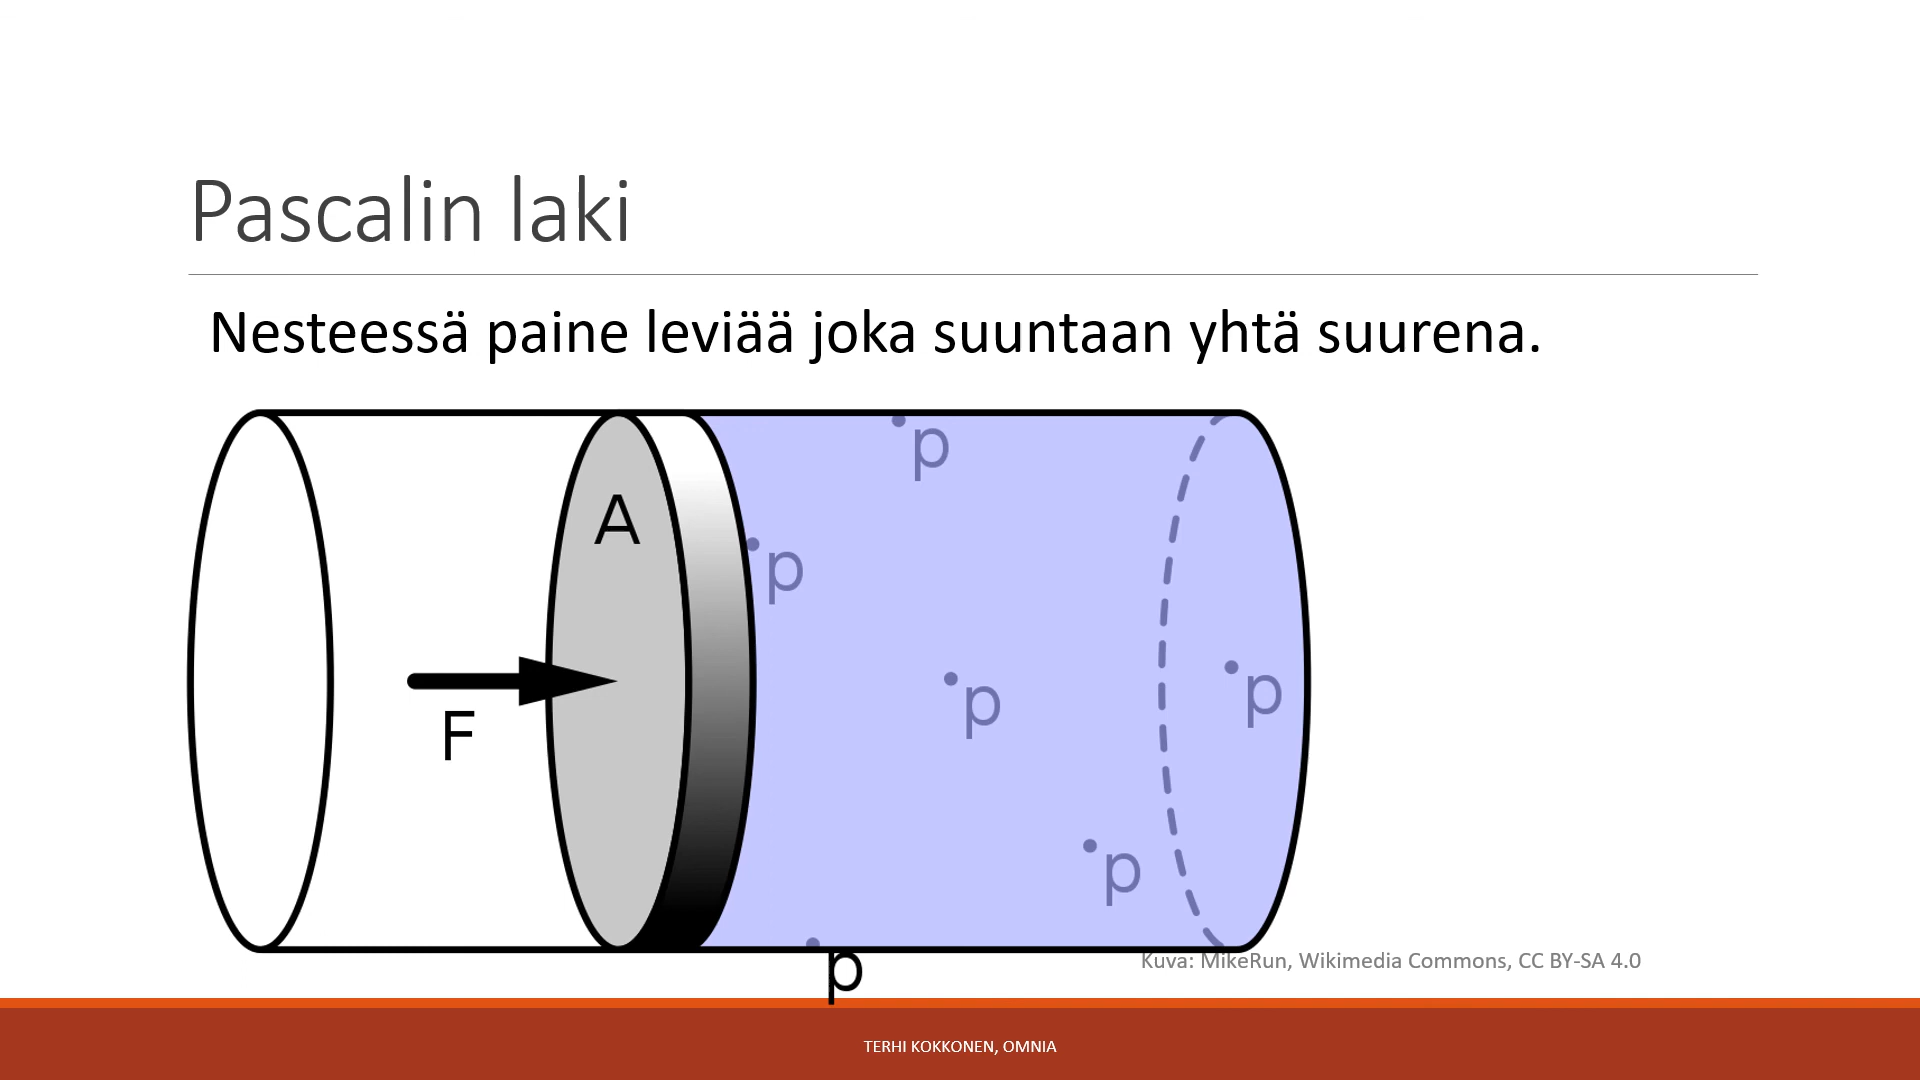 Pascalin laki
Nesteessä paine leviää joka suuntaan yhtä suurena.
p
A
p
p
p
F
p
p
Kuva: MikeRun, Wikimedia Commons, CC BY-SA 4.0
TERHI KOKKONEN, OMNIA